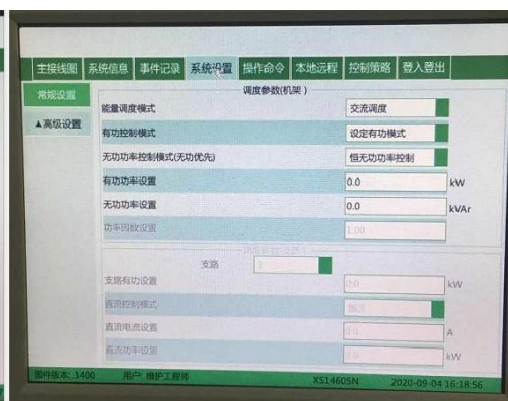 主接线图 系统信息 事件记录 系统设置 操作命令 本地远程 控制策略 登入登出
常规设置
▲高级设置
调度参数(机架)
能量调度模式 交流调度
有功控制模式 设定有功模式
无功功率控制模式(无功优先) 恒无功功率控制
有功功率设置 0.0 kW
无功功率设置 0.0 kVAr
功率因数设置 1.00
支路 1
支路有功设置 0.0 kW
直流控制模式
直流电流设置 A
直流功率设置 kW
固件版本: 1400 用户: 维护工程师 XS1460SN 2020-09-04 16:18:56